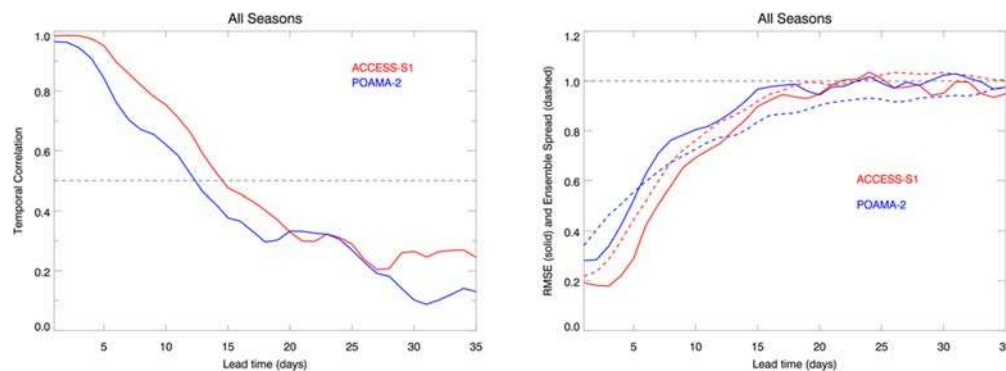 All Seasons
1.0
0.8
0.6
0.4
0.2
0.0
Temporal Correlation
ACCESS-S1
POAMA-2
5 10 15 20 25 30 35
Lead time (days)
All Seasons
1.2
1.0
0.8
0.6
0.4
0.2
0.0
RMSE (solid) and Ensemble Spread (dashed)
ACCESS-S1
POAMA-2
5 10 15 20 25 30 35
Lead time (days)